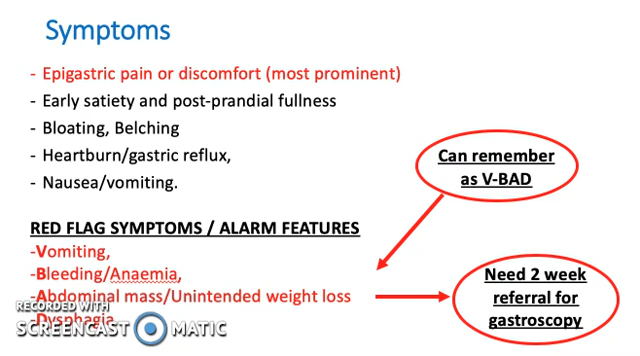 Symptoms
- Epigastric pain or discomfort (most prominent)
- Early satiety and post-prandial fullness
- Bloating, Belching
- Heartburn/gastric reflux,
- Nausea/vomiting.
Can remember
as V-BAD
RED FLAG SYMPTOMS / ALARM FEATURES
-Vomiting,
-Bleeding/Anaemia,
-Abdominal mass/Unintended weight loss
-Dysphagia
Need 2 week
referral for
gastroscopy
RECORDED WITH
SCREENCAST MATIC